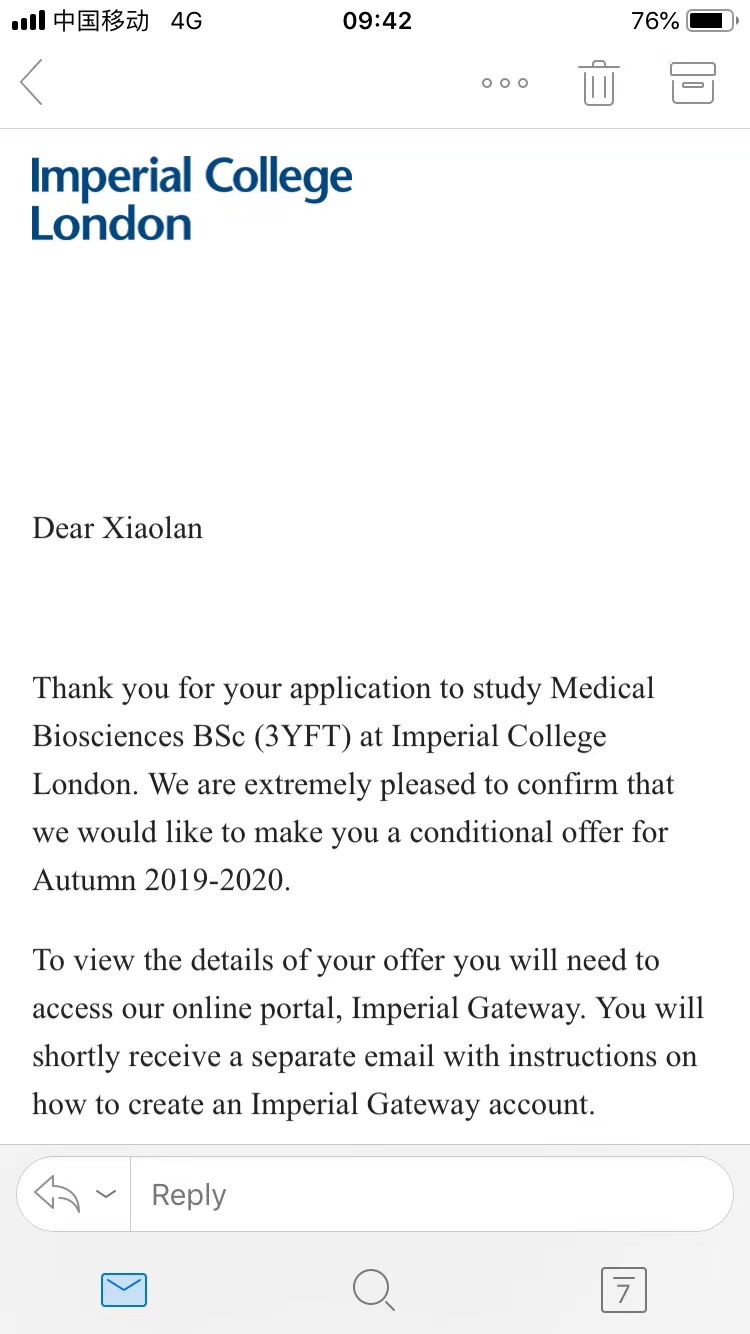 中国移动 4G 09:42 76%
Imperial College
London
Dear Xiaolan
Thank you for your application to study Medical
Biosciences BSc (3YFT) at Imperial College
London. We are extremely pleased to confirm that
we would like to make you a conditional offer for
Autumn 2019-2020.
To view the details of your offer you will need to
access our online portal, Imperial Gateway. You will
shortly receive a separate email with instructions on
how to create an Imperial Gateway account.
Reply
7